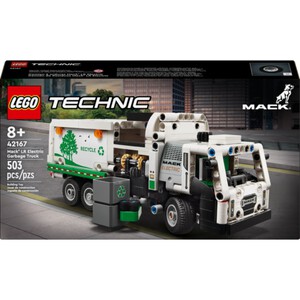 LEGO TECHNIC
MACK
8+
42167
Mack® LR Electric
Garbage Truck
503
pcs/pzs
RECYCLE